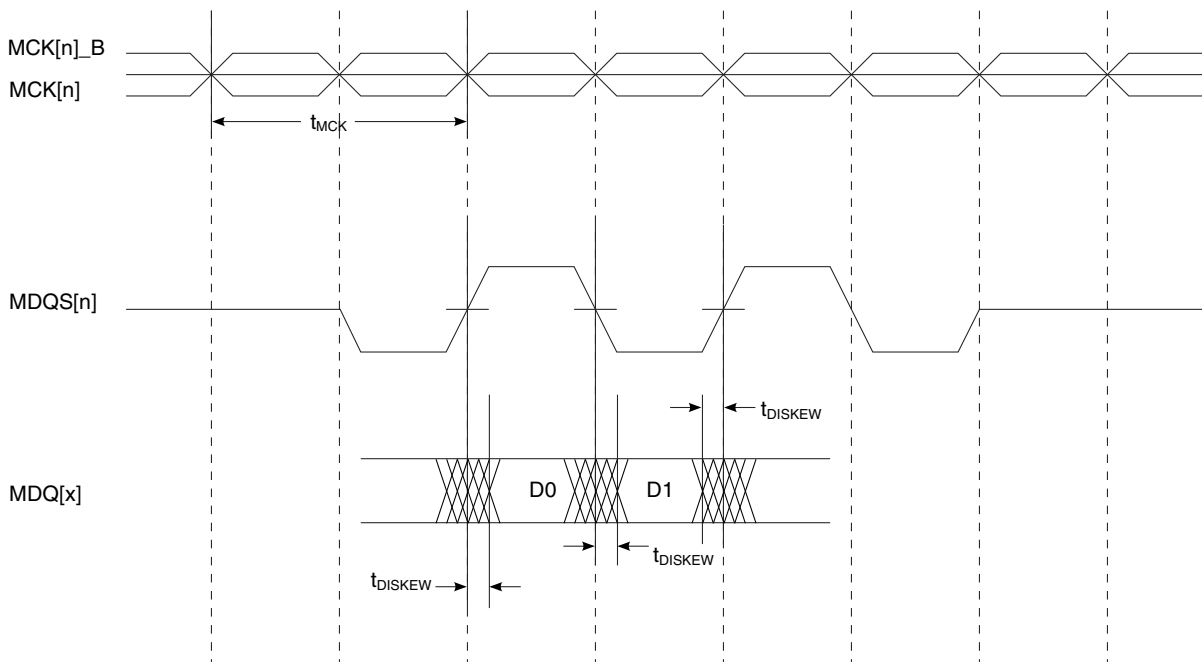 MCK[n]_B
MCK[n]
tMCK
MDQS[n]
tDISKEW
MDQ[x]
D0
D1
tDISKEW
tDISKEW